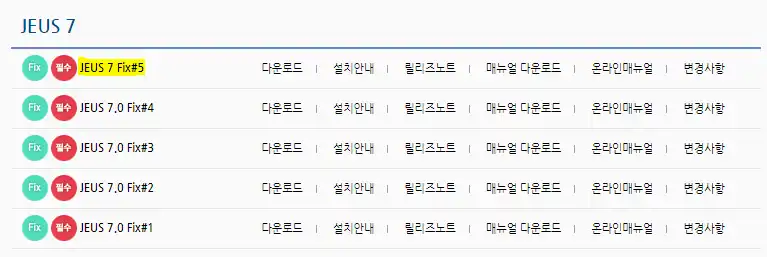 JEUS 7
Fix 필수 JEUS 7 Fix#5 다운로드 | 설치안내 | 릴리즈노트 | 매뉴얼 다운로드 | 온라인매뉴얼 | 변경사항
Fix 필수 JEUS 7.0 Fix#4 다운로드 | 설치안내 | 릴리즈노트 | 매뉴얼 다운로드 | 온라인매뉴얼 | 변경사항
Fix 필수 JEUS 7.0 Fix#3 다운로드 | 설치안내 | 릴리즈노트 | 매뉴얼 다운로드 | 온라인매뉴얼 | 변경사항
Fix 필수 JEUS 7.0 Fix#2 다운로드 | 설치안내 | 릴리즈노트 | 매뉴얼 다운로드 | 온라인매뉴얼 | 변경사항
Fix 필수 JEUS 7.0 Fix#1 다운로드 | 설치안내 | 릴리즈노트 | 매뉴얼 다운로드 | 온라인매뉴얼 | 변경사항